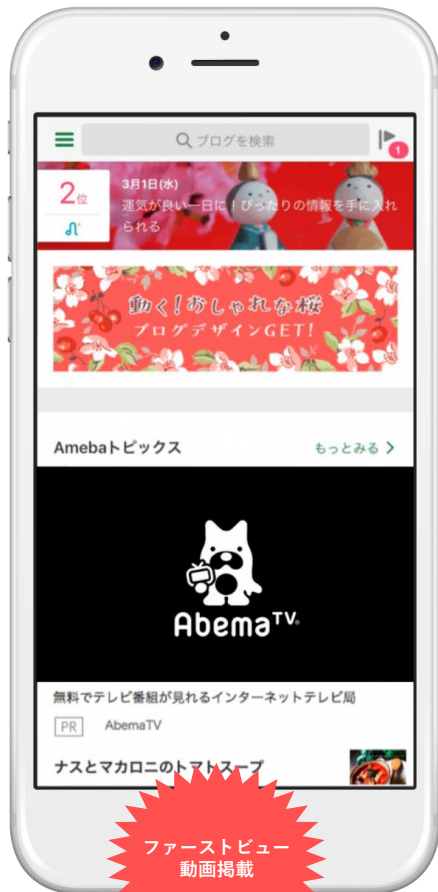 ブログを検索
1
2位
3月1日(水)
運気が良い一日に!ぴったりの情報を手に入れ
られる
動く!おしゃれな桜
ブログデザインGET!
Amebaトピックス
もっとみる
AbemaTV®
無料でテレビ番組が見れるインターネットテレビ局
PR AbemaTV
ナスとマカロニのトマトスープ
ファーストビュー
動画掲載